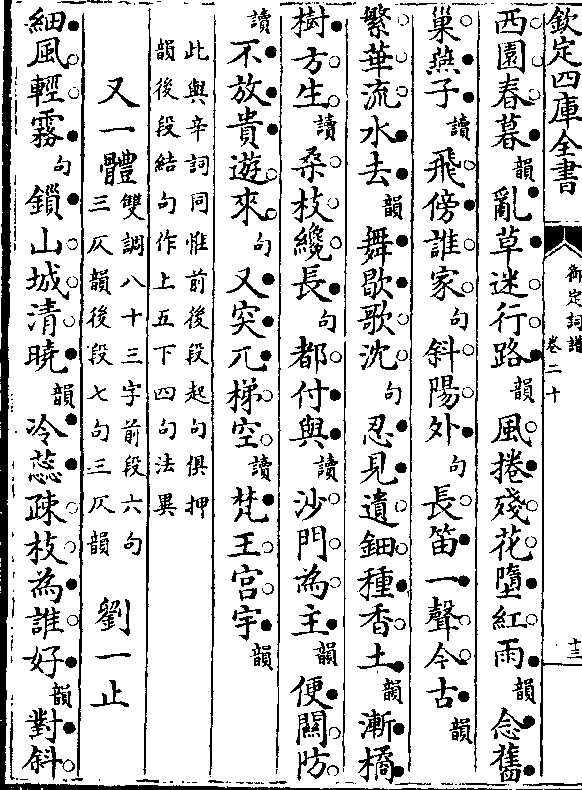 欽定四庫全書
御定詞譜
卷二十
十三
西園春暮韻亂草迷行路韻風捲殘花墮紅雨韻念舊
巢燕子讀飛傍誰家句斜陽外句長笛一聲今古韻
繁華流水去韻舞歇歌沈句忍見遺鈿種香土韻漸橘
樹方生讀桑枝纔長句都付與讀沙門為主韻便關防
讀不放貴遊來句又突兀梯空讀梵王宮宇韻
此與辛詞同惟前後段起句俱押
韻後段結句作上五下四句法異
又一體雙調八十三字前段六句
三仄韻後段七句三仄韻
劉一止
細風輕霧句鎖山城清曉韻冷蕊疎枝為誰好韻對斜